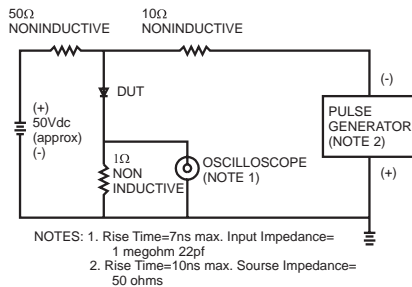 50Ω
NONINDUCTIVE
10Ω
NONINDUCTIVE
DUT
(+)
50Vdc
(approx)
(-)
1Ω
NON
INDUCTIVE
OSCILLOSCOPE
(NOTE 1)
(-)
PULSE
GENERATOR
(NOTE 2)
(+)
NOTES: 1. Rise Time=7ns max. Input Impedance=
1 megohm 22pf
2. Rise Time=10ns max. Sourse Impedance=
50 ohms